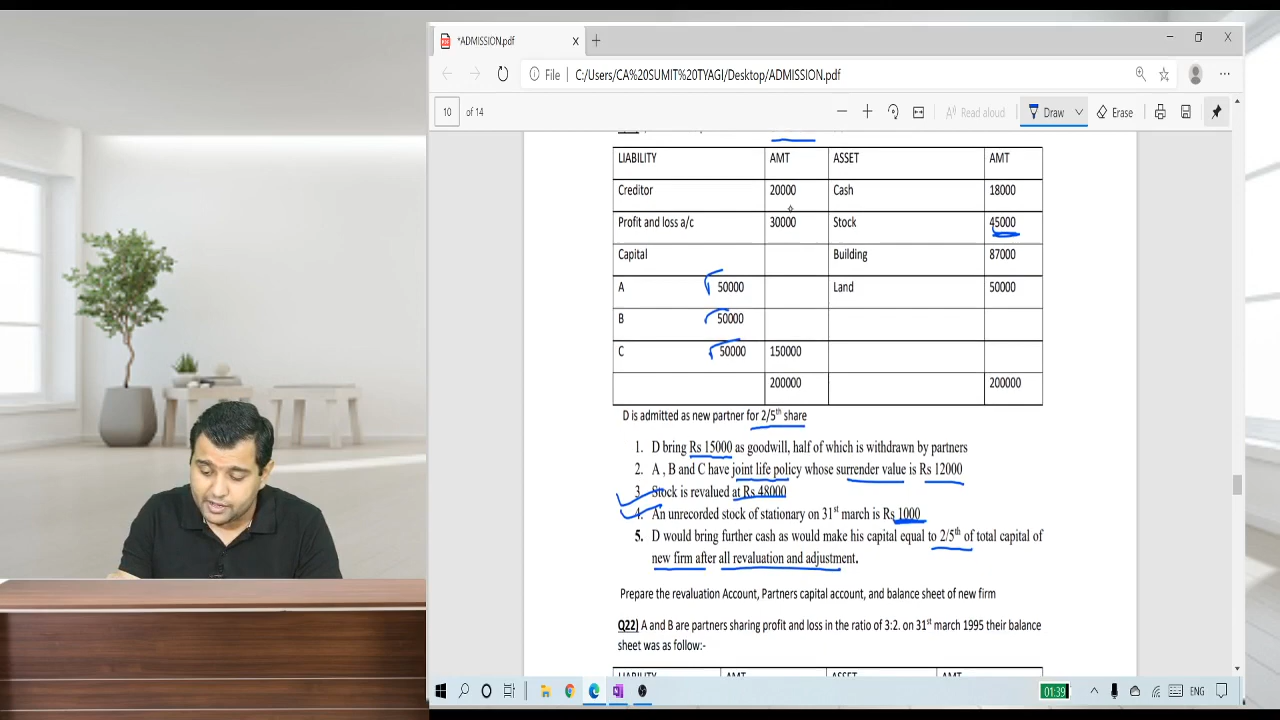 *ADMISSION.pdf
File | C:/Users/CA%20SUMIT%20TYAGI/Desktop/ADMISSION.pdf
10 of 14 Read aloud Draw Erase
LIABILITY AMT ASSET AMT
Creditor 20000 Cash 18000
Profit and loss a/c 30000 Stock 45000
Capital Building 87000
A 50000 Land 50000
B 50000
C 50000 150000
200000 200000
D is admitted as new partner for 2/5th share
1. D bring Rs 15000 as goodwill, half of which is withdrawn by partners
2. A , B and C have joint life policy whose surrender value is Rs 12000
3. Stock is revalued at Rs 48000
4. An unrecorded stock of stationary on 31st march is Rs 1000
5. D would bring further cash as would make his capital equal to 2/5th of total capital of
new firm after all revaluation and adjustment.
Prepare the revaluation Account, Partners capital account, and balance sheet of new firm
Q22) A and B are partners sharing profit and loss in the ratio of 3:2. on 31st march 1995 their balance
sheet was as follow:-
LIABILITY AMT ASSET AMT
01:39 ENG